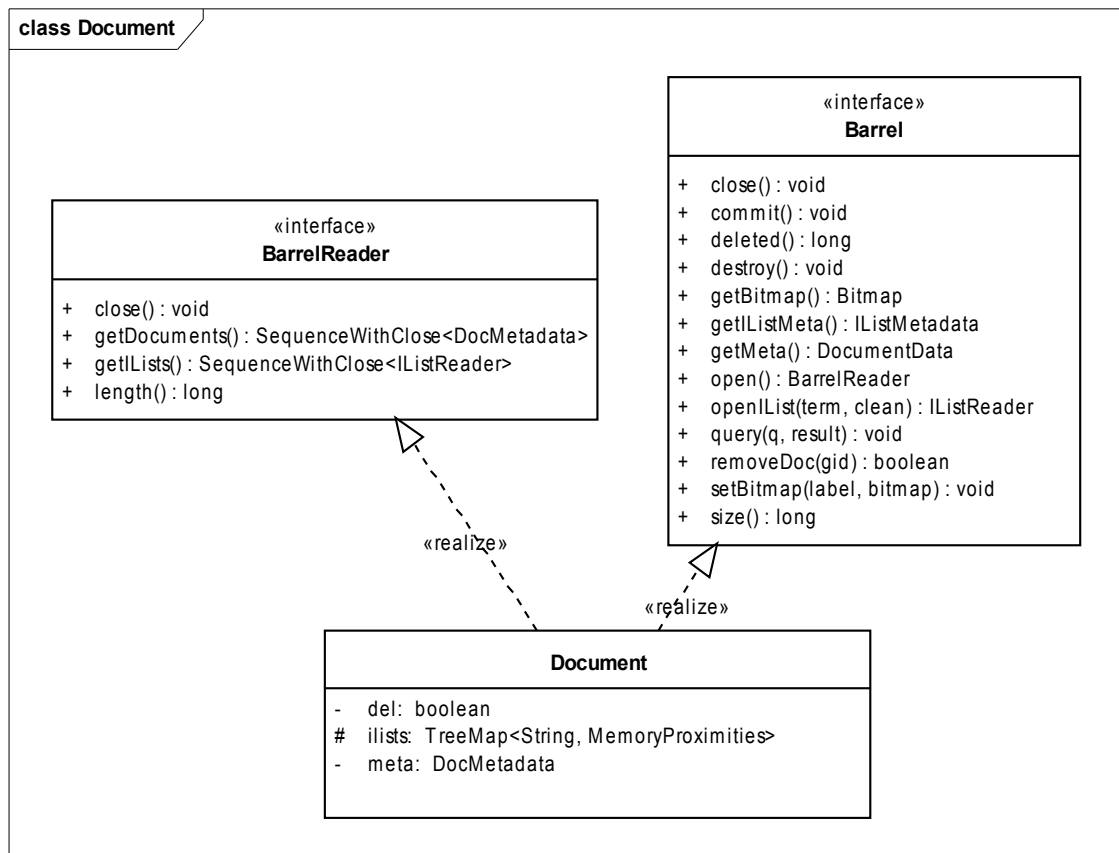 class Document
«interface»
Barrel
+ close() : void
+ commit() : void
+ deleted() : long
+ destroy() : void
+ getBitmap() : Bitmap
+ getIListMeta() : IListMetadata
+ getMeta() : DocumentData
+ open() : BarrelReader
+ openIList(term, clean) : IListReader
+ query(q, result) : void
+ removeDoc(gid) : boolean
+ setBitmap(label, bitmap) : void
+ size() : long
«interface»
BarrelReader
+ close() : void
+ getDocuments() : SequenceWithClose<DocMetadata>
+ getILists() : SequenceWithClose<IListReader>
+ length() : long
«realize»
«realize»
Document
- del: boolean
# ilists: TreeMap<String, MemoryProximities>
- meta: DocMetadata